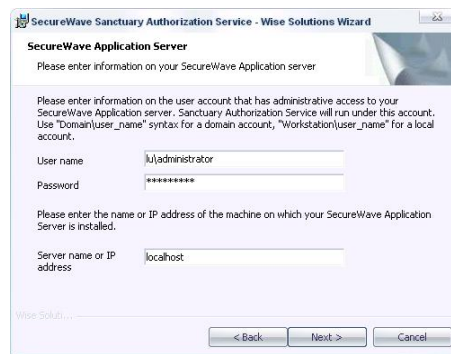 SecureWave Sanctuary Authorization Service - Wise Solutions Wizard
SecureWave Application Server
Please enter information on your SecureWave Application server
Please enter information on the user account that has administrative access to your
SecureWave Application server. Sanctuary Authorization Service will run under this account.
Use "Domain\user_name" syntax for a domain account, "Workstation\user_name" for a local
account.
User name
lu\administrator
Password
*********
Please enter the name or IP address of the machine on which your SecureWave Application
Server is installed.
Server name or IP
address
localhost
Wise Soluti...
< Back
Next >
Cancel